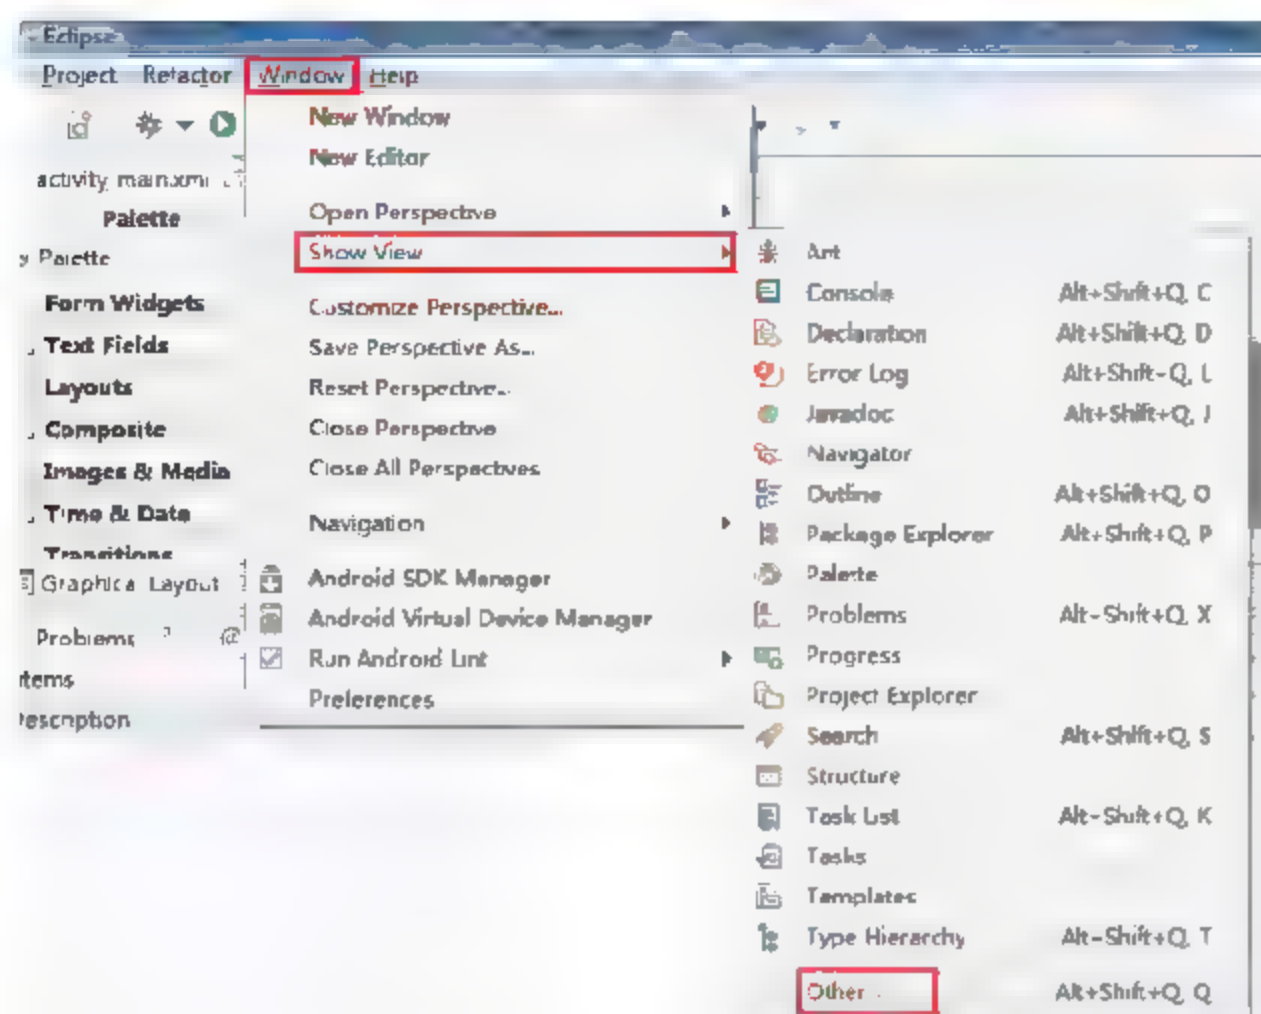 Eclipse
Project Refactor Window Help
New Window
New Editor
activity_main.xml
Palette
Open Perspective
Show View
Palette
Form Widgets
Text Fields
Layouts
Composite
Images & Media
Time & Date
Transitions
Graphical Layout
Problems @
items
escription
Customize Perspective...
Save Perspective As...
Reset Perspective...
Close Perspective
Close All Perspectives
Navigation
Android SDK Manager
Android Virtual Device Manager
Run Android Lint
Preferences
Ant
Console Alt+Shift+Q, C
Declaration Alt+Shift+Q, D
Error Log Alt+Shift+Q, L
Javadoc Alt+Shift+Q, J
Navigator
Outline Alt+Shift+Q, O
Package Explorer Alt+Shift+Q, P
Palette
Problems Alt+Shift+Q, X
Progress
Project Explorer
Search Alt+Shift+Q, S
Structure
Task List Alt+Shift+Q, K
Tasks
Templates
Type Hierarchy Alt+Shift+Q, T
Other... Alt+Shift+Q, Q